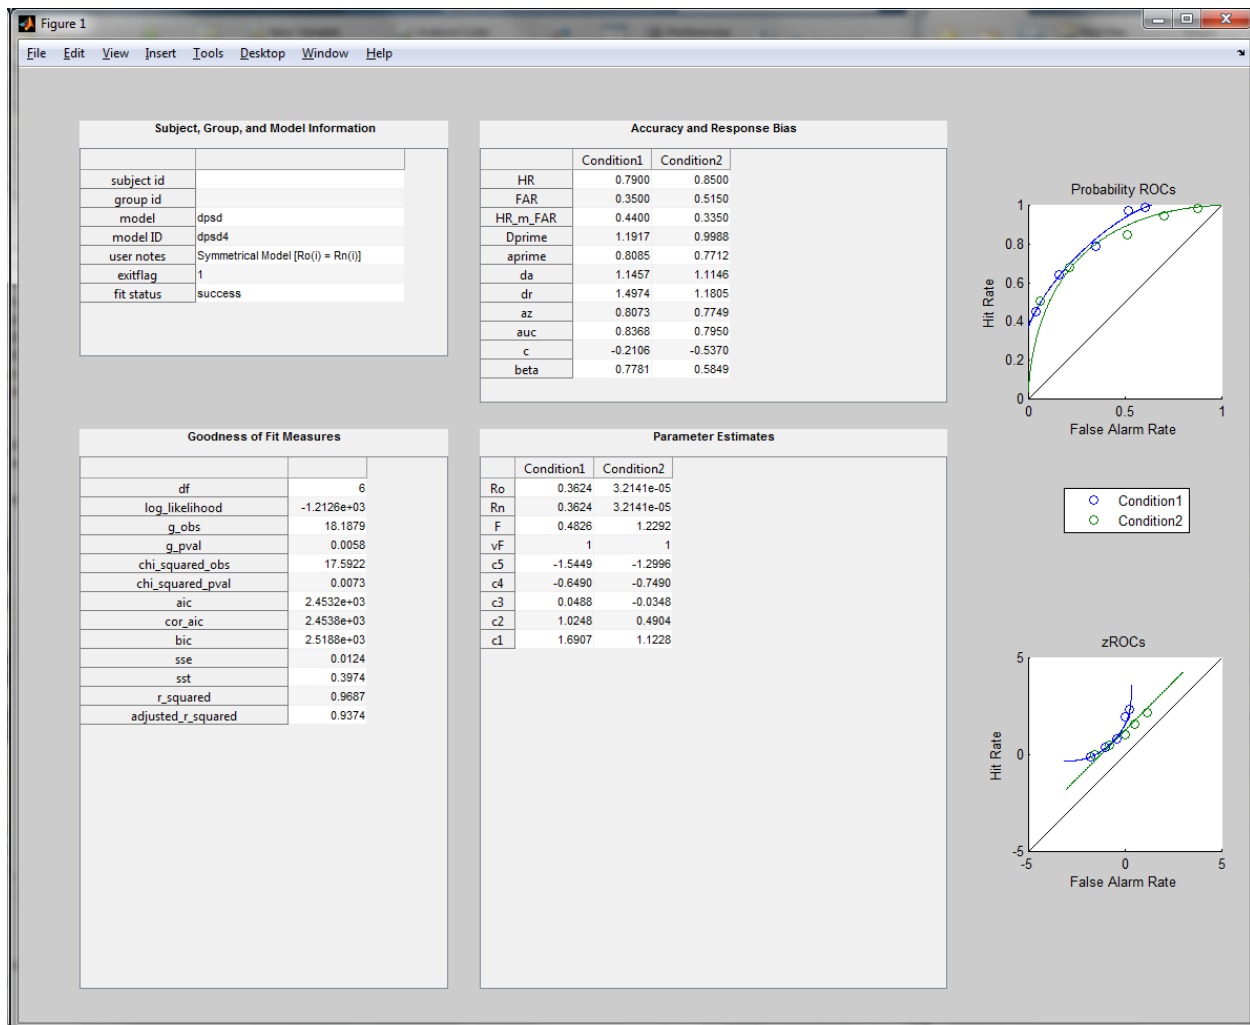 Figure 1
File Edit View Insert Tools Desktop Window Help
Subject, Group, and Model Information
subject id
group id
model dpsd
model ID dpsd4
user notes Symmetrical Model [Ro(i) = Rn(i)]
exitflag 1
fit status success
Accuracy and Response Bias
Condition1 Condition2
HR 0.7900 0.8500
FAR 0.3500 0.5150
HR_m_FAR 0.4400 0.3350
Dprime 1.1917 0.9988
aprime 0.8085 0.7712
da 1.1457 1.1146
dr 1.4974 1.1805
az 0.8073 0.7749
auc 0.8368 0.7950
c -0.2106 -0.5370
beta 0.7781 0.5849
Goodness of Fit Measures
df 6
log_likelihood -1.2126e+03
g_obs 18.1879
g_pval 0.0058
chi_squared_obs 17.5922
chi_squared_pval 0.0073
aic 2.4532e+03
cor_aic 2.4538e+03
bic 2.5188e+03
sse 0.0124
sst 0.3974
r_squared 0.9687
adjusted_r_squared 0.9374
Parameter Estimates
Condition1 Condition2
Ro 0.3624 3.2141e-05
Rn 0.3624 3.2141e-05
F 0.4826 1.2292
vF 1 1
c5 -1.5449 -1.2996
c4 -0.6490 -0.7490
c3 0.0488 -0.0348
c2 1.0248 0.4904
c1 1.6907 1.1228
Probability ROCs
1
0.8
0.6
0.4
0.2
0
Hit Rate
0 0.5 1
False Alarm Rate
Condition1
Condition2
zROCs
5
0
-5
Hit Rate
-5 0 5
False Alarm Rate